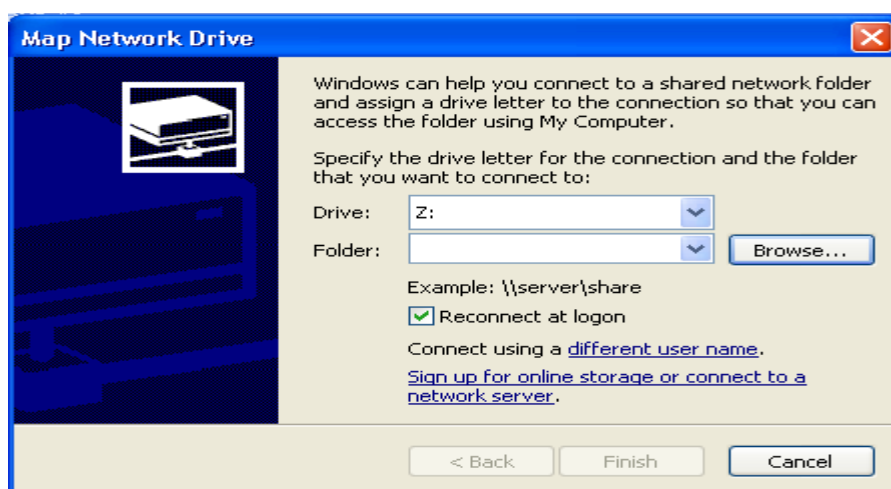 Map Network Drive
Windows can help you connect to a shared network folder
and assign a drive letter to the connection so that you can
access the folder using My Computer.
Specify the drive letter for the connection and the folder
that you want to connect to:
Drive: Z:
Folder: Browse...
Example: \\server\share
Reconnect at logon
Connect using a different user name.
Sign up for online storage or connect to a
network server.
< Back Finish Cancel